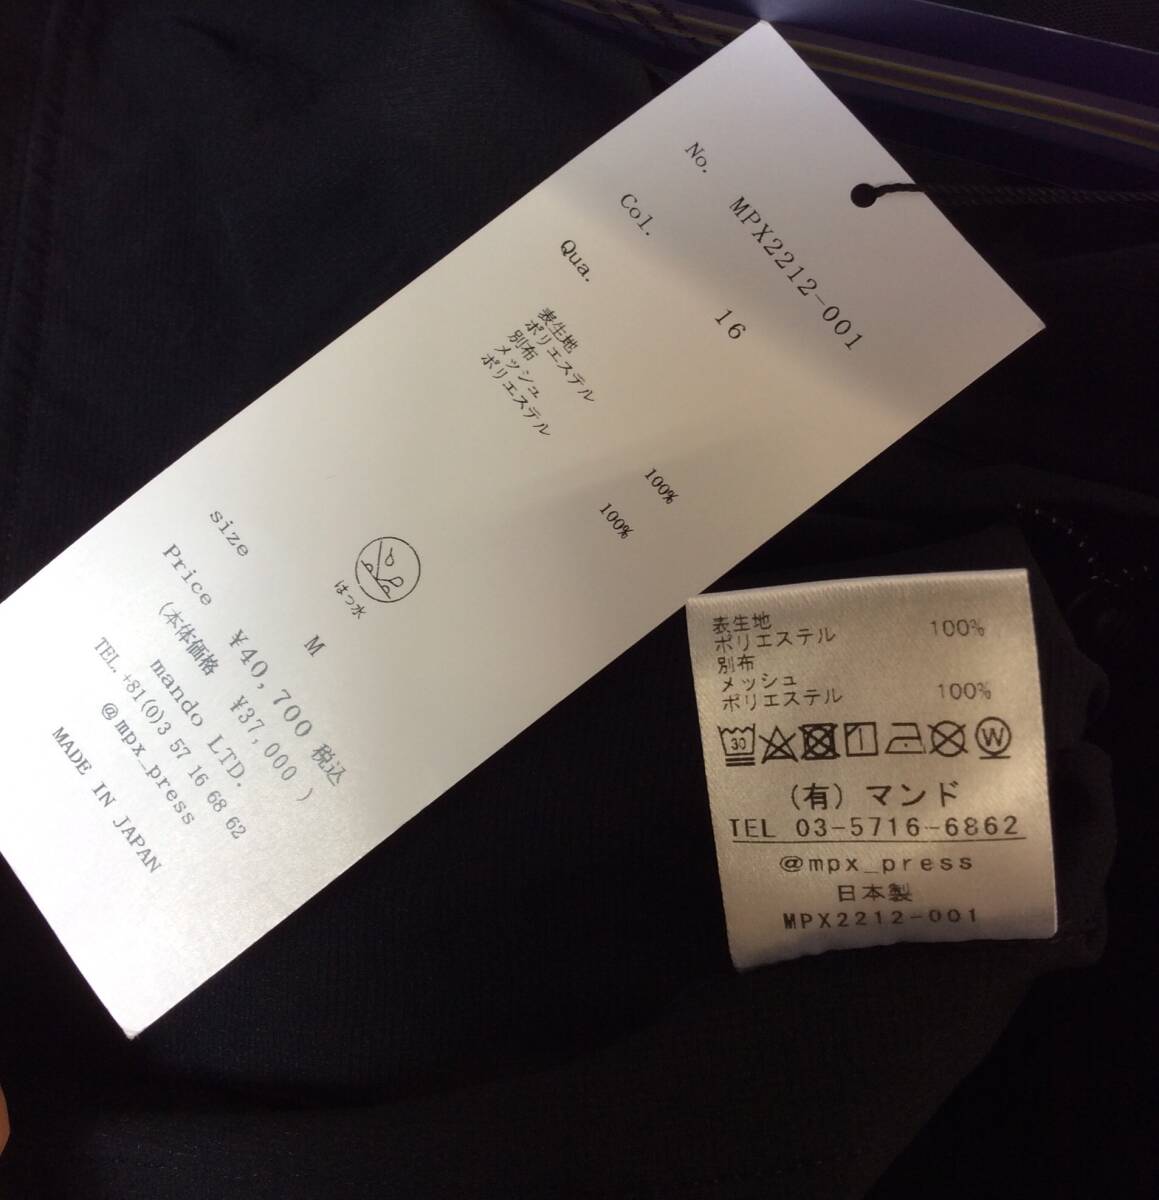 No. MPX2212-001
Col. 16
Qua.
表生地
ポリエステル 100%
別布
メッシュ
ポリエステル 100%
はっ水
size M
Price ¥40,700 税込
(本体価格 ¥37,000 )
mando LTD.
TEL. +81(0)3 57 16 68 62
@mpx_press
MADE IN JAPAN
表生地
ポリエステル 100%
別布
メッシュ
ポリエステル 100%
30 W
(有) マンド
TEL 03-5716-6862
@mpx_press
日本製
MPX2212-001